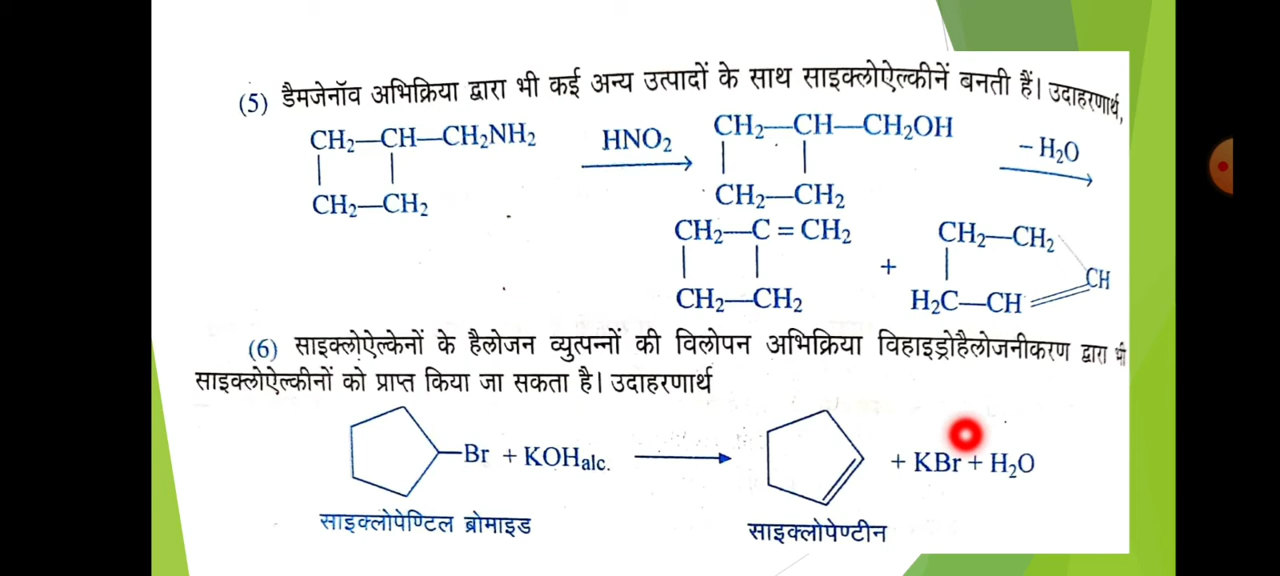 (5) डैमजेनॉव अभिक्रिया द्वारा भी कई अन्य उत्पादों के साथ साइक्लोऐल्कीनें बनती हैं। उदाहरणार्थ,
CH₂—CH—CH₂NH₂ HNO₂ CH₂—CH—CH₂OH – H₂O
CH₂—CH₂ CH₂—CH₂
CH₂—C = CH₂ + CH₂—CH₂ CH
CH₂—CH₂ H₂C—CH
(6) साइक्लोऐल्केनों के हैलोजन व्युत्पन्नों की विलोपन अभिक्रिया विहाइड्रोहैलोजनीकरण द्वारा भी
साइक्लोऐल्कीनों को प्राप्त किया जा सकता है। उदाहरणार्थ
—Br + KOHalc. + KBr + H₂O
साइक्लोपेण्टिल ब्रोमाइड साइक्लोपेण्टीन